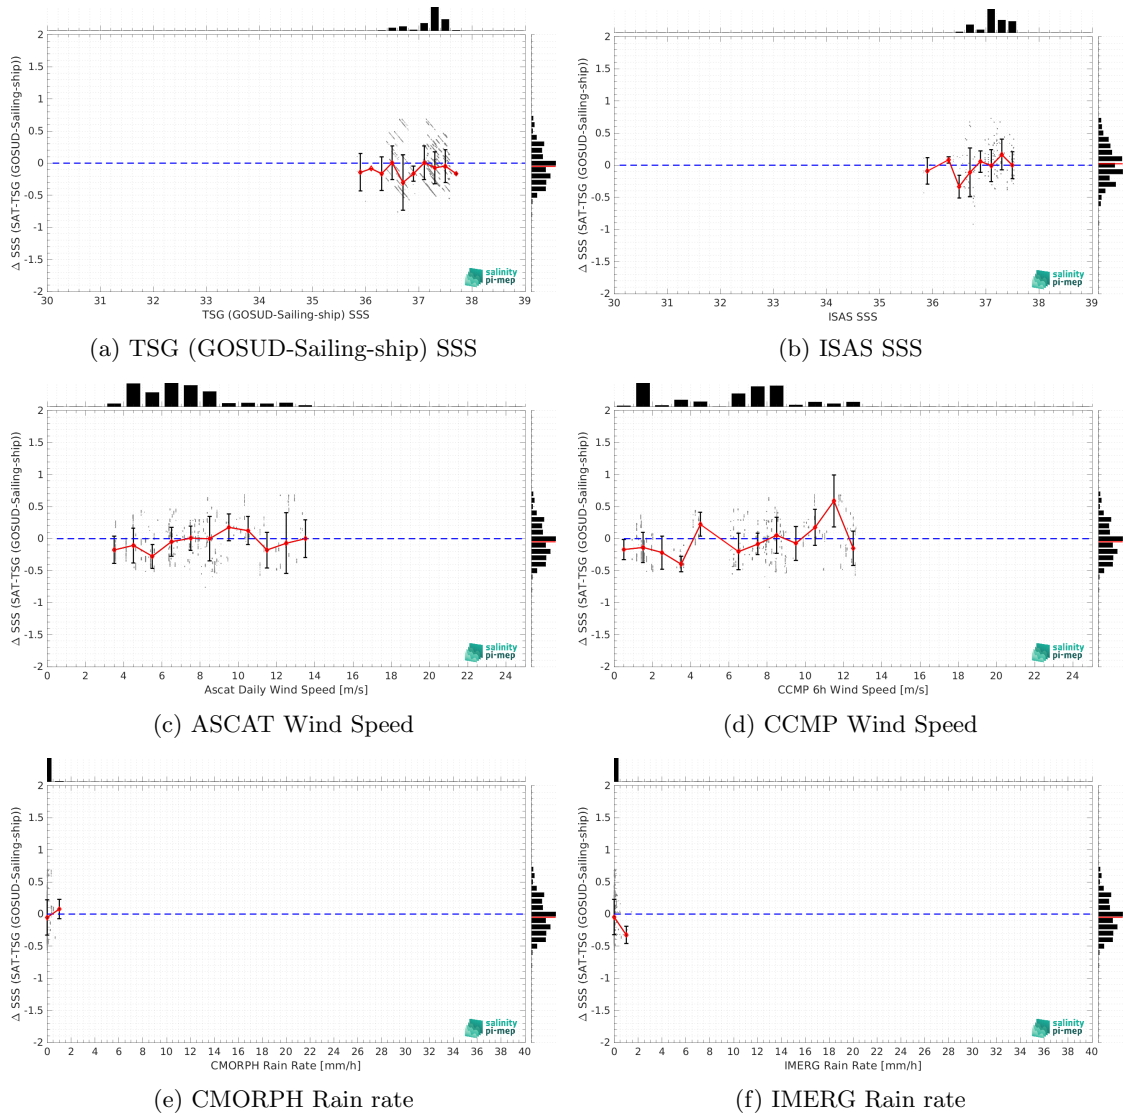 Δ SSS (SAT-TSG (GOSUD-Sailing-ship))
2
1.5
1
0.5
0
-0.5
-1
-1.5
-2
salinity
pi-mep
30 31 32 33 34 35 36 37 38 39
TSG (GOSUD-Sailing-ship) SSS
(a) TSG (GOSUD-Sailing-ship) SSS
Δ SSS (SAT-TSG (GOSUD-Sailing-ship))
2
1.5
1
0.5
0
-0.5
-1
-1.5
-2
salinity
pi-mep
30 31 32 33 34 35 36 37 38 39
ISAS SSS
(b) ISAS SSS
Δ SSS (SAT-TSG (GOSUD-Sailing-ship))
2
1.5
1
0.5
0
-0.5
-1
-1.5
-2
salinity
pi-mep
0 2 4 6 8 10 12 14 16 18 20 22 24
Ascat Daily Wind Speed [m/s]
(c) ASCAT Wind Speed
Δ SSS (SAT-TSG (GOSUD-Sailing-ship))
2
1.5
1
0.5
0
-0.5
-1
-1.5
-2
salinity
pi-mep
0 2 4 6 8 10 12 14 16 18 20 22 24
CCMP 6h Wind Speed [m/s]
(d) CCMP Wind Speed
Δ SSS (SAT-TSG (GOSUD-Sailing-ship))
2
1.5
1
0.5
0
-0.5
-1
-1.5
-2
salinity
pi-mep
0 2 4 6 8 10 12 14 16 18 20 22 24 26 28 30 32 34 36 38 40
CMORPH Rain Rate [mm/h]
(e) CMORPH Rain rate
Δ SSS (SAT-TSG (GOSUD-Sailing-ship))
2
1.5
1
0.5
0
-0.5
-1
-1.5
-2
salinity
pi-mep
0 2 4 6 8 10 12 14 16 18 20 22 24 26 28 30 32 34 36 38 40
IMERG Rain Rate [mm/h]
(f) IMERG Rain rate